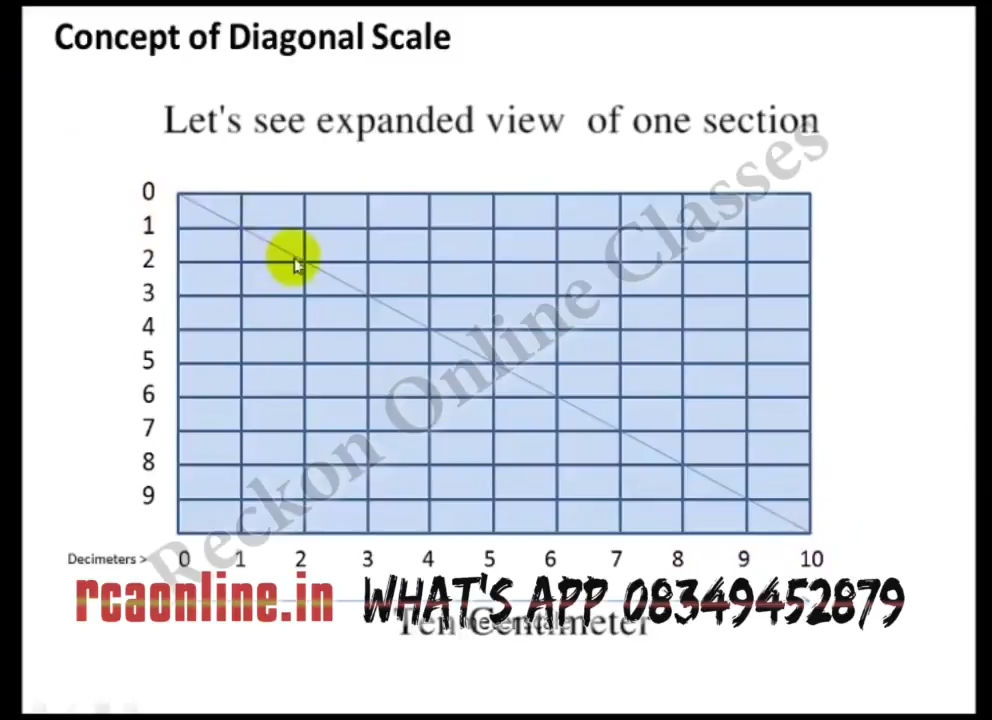 Concept of Diagonal Scale
Let's see expanded view of one section
0
1
2
3
4
5
6
7
8
9
Reckon Online Classes
Decimeters > 0 1 2 3 4 5 6 7 8 9 10
rcaonline.in WHAT'S APP 08349452879
Ten Centimeter